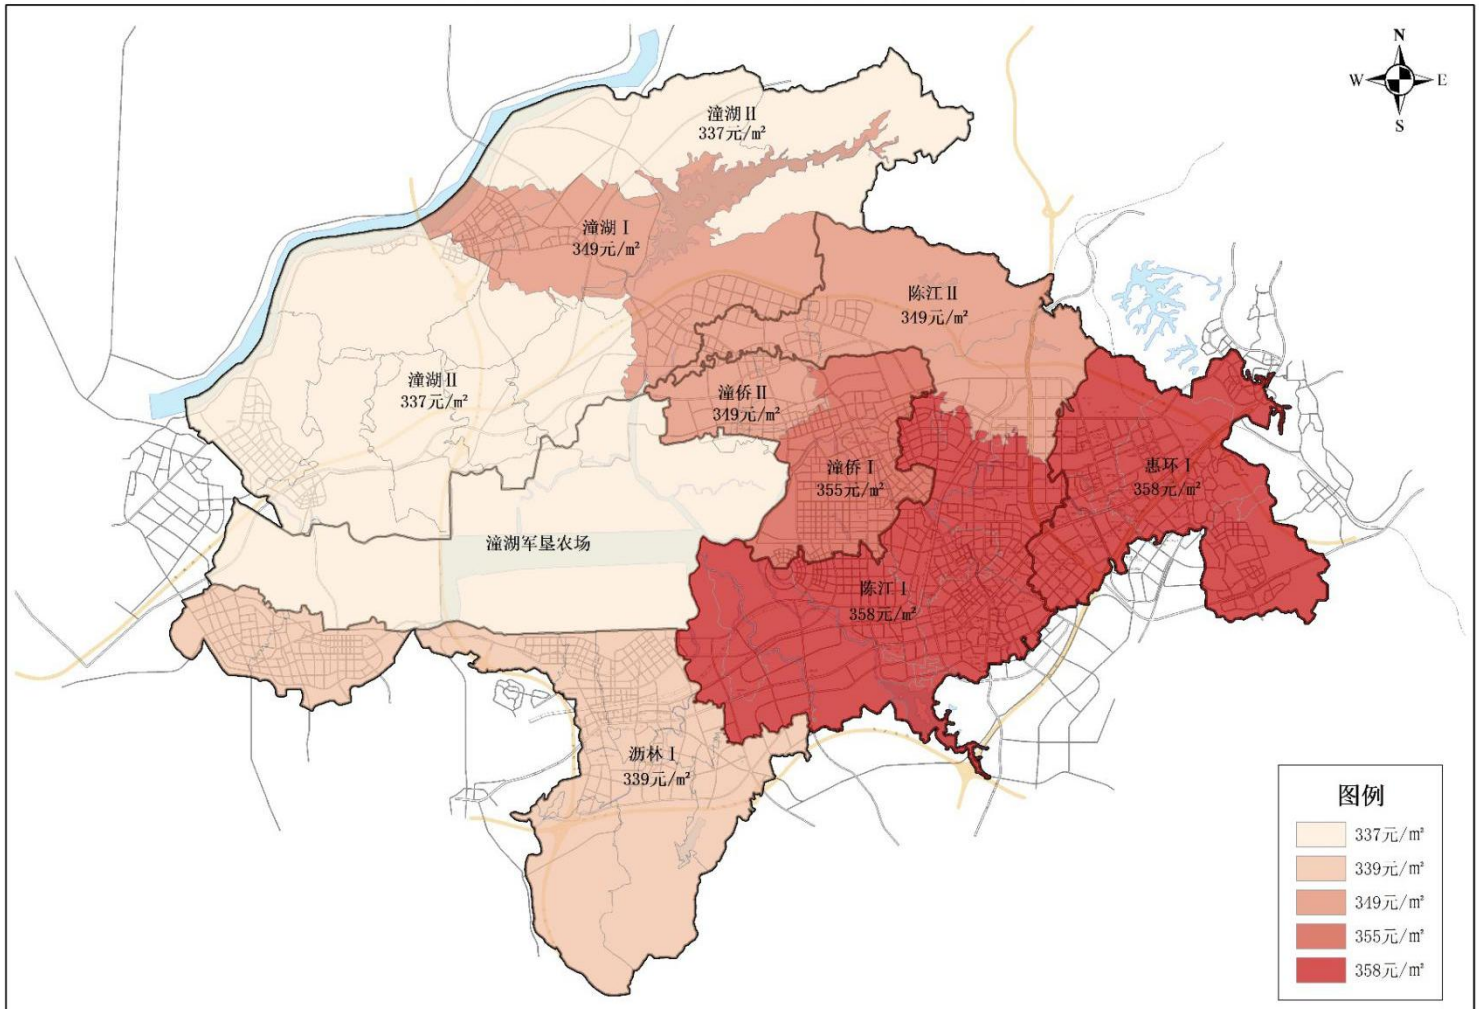 N
W
E
S
潼湖Ⅱ
337元/m²
潼湖Ⅰ
349元/m²
陈江Ⅱ
349元/m²
潼湖Ⅱ
337元/m²
潼侨Ⅱ
349元/m²
潼侨Ⅰ
355元/m²
惠环Ⅰ
358元/m²
潼湖军垦农场
陈江Ⅰ
358元/m²
沥林Ⅰ
339元/m²
图例
337元/m²
339元/m²
349元/m²
355元/m²
358元/m²